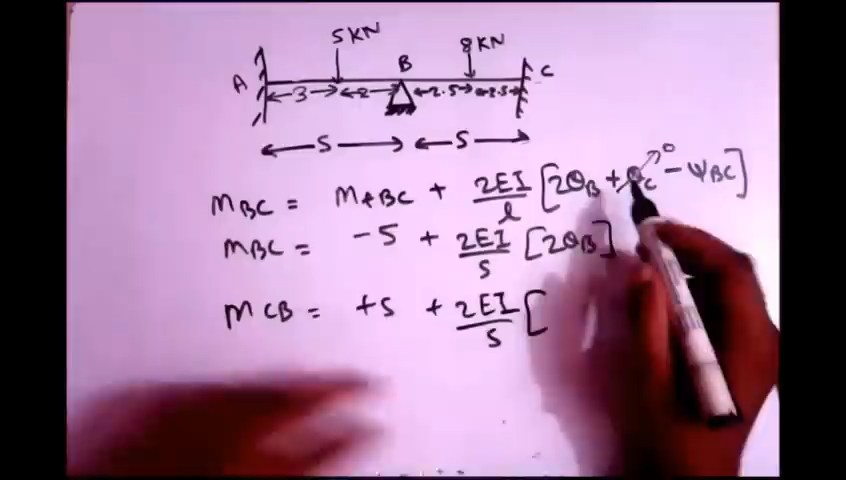 5KN 8KN
A B C
3 2 2.5 2.5
5 5
MBC = MfBC + 2EI/l [2θB + θC→0 - ψBC]
MBC = -5 + 2EI/5 [2θB]
MCB = +5 + 2EI/5 [